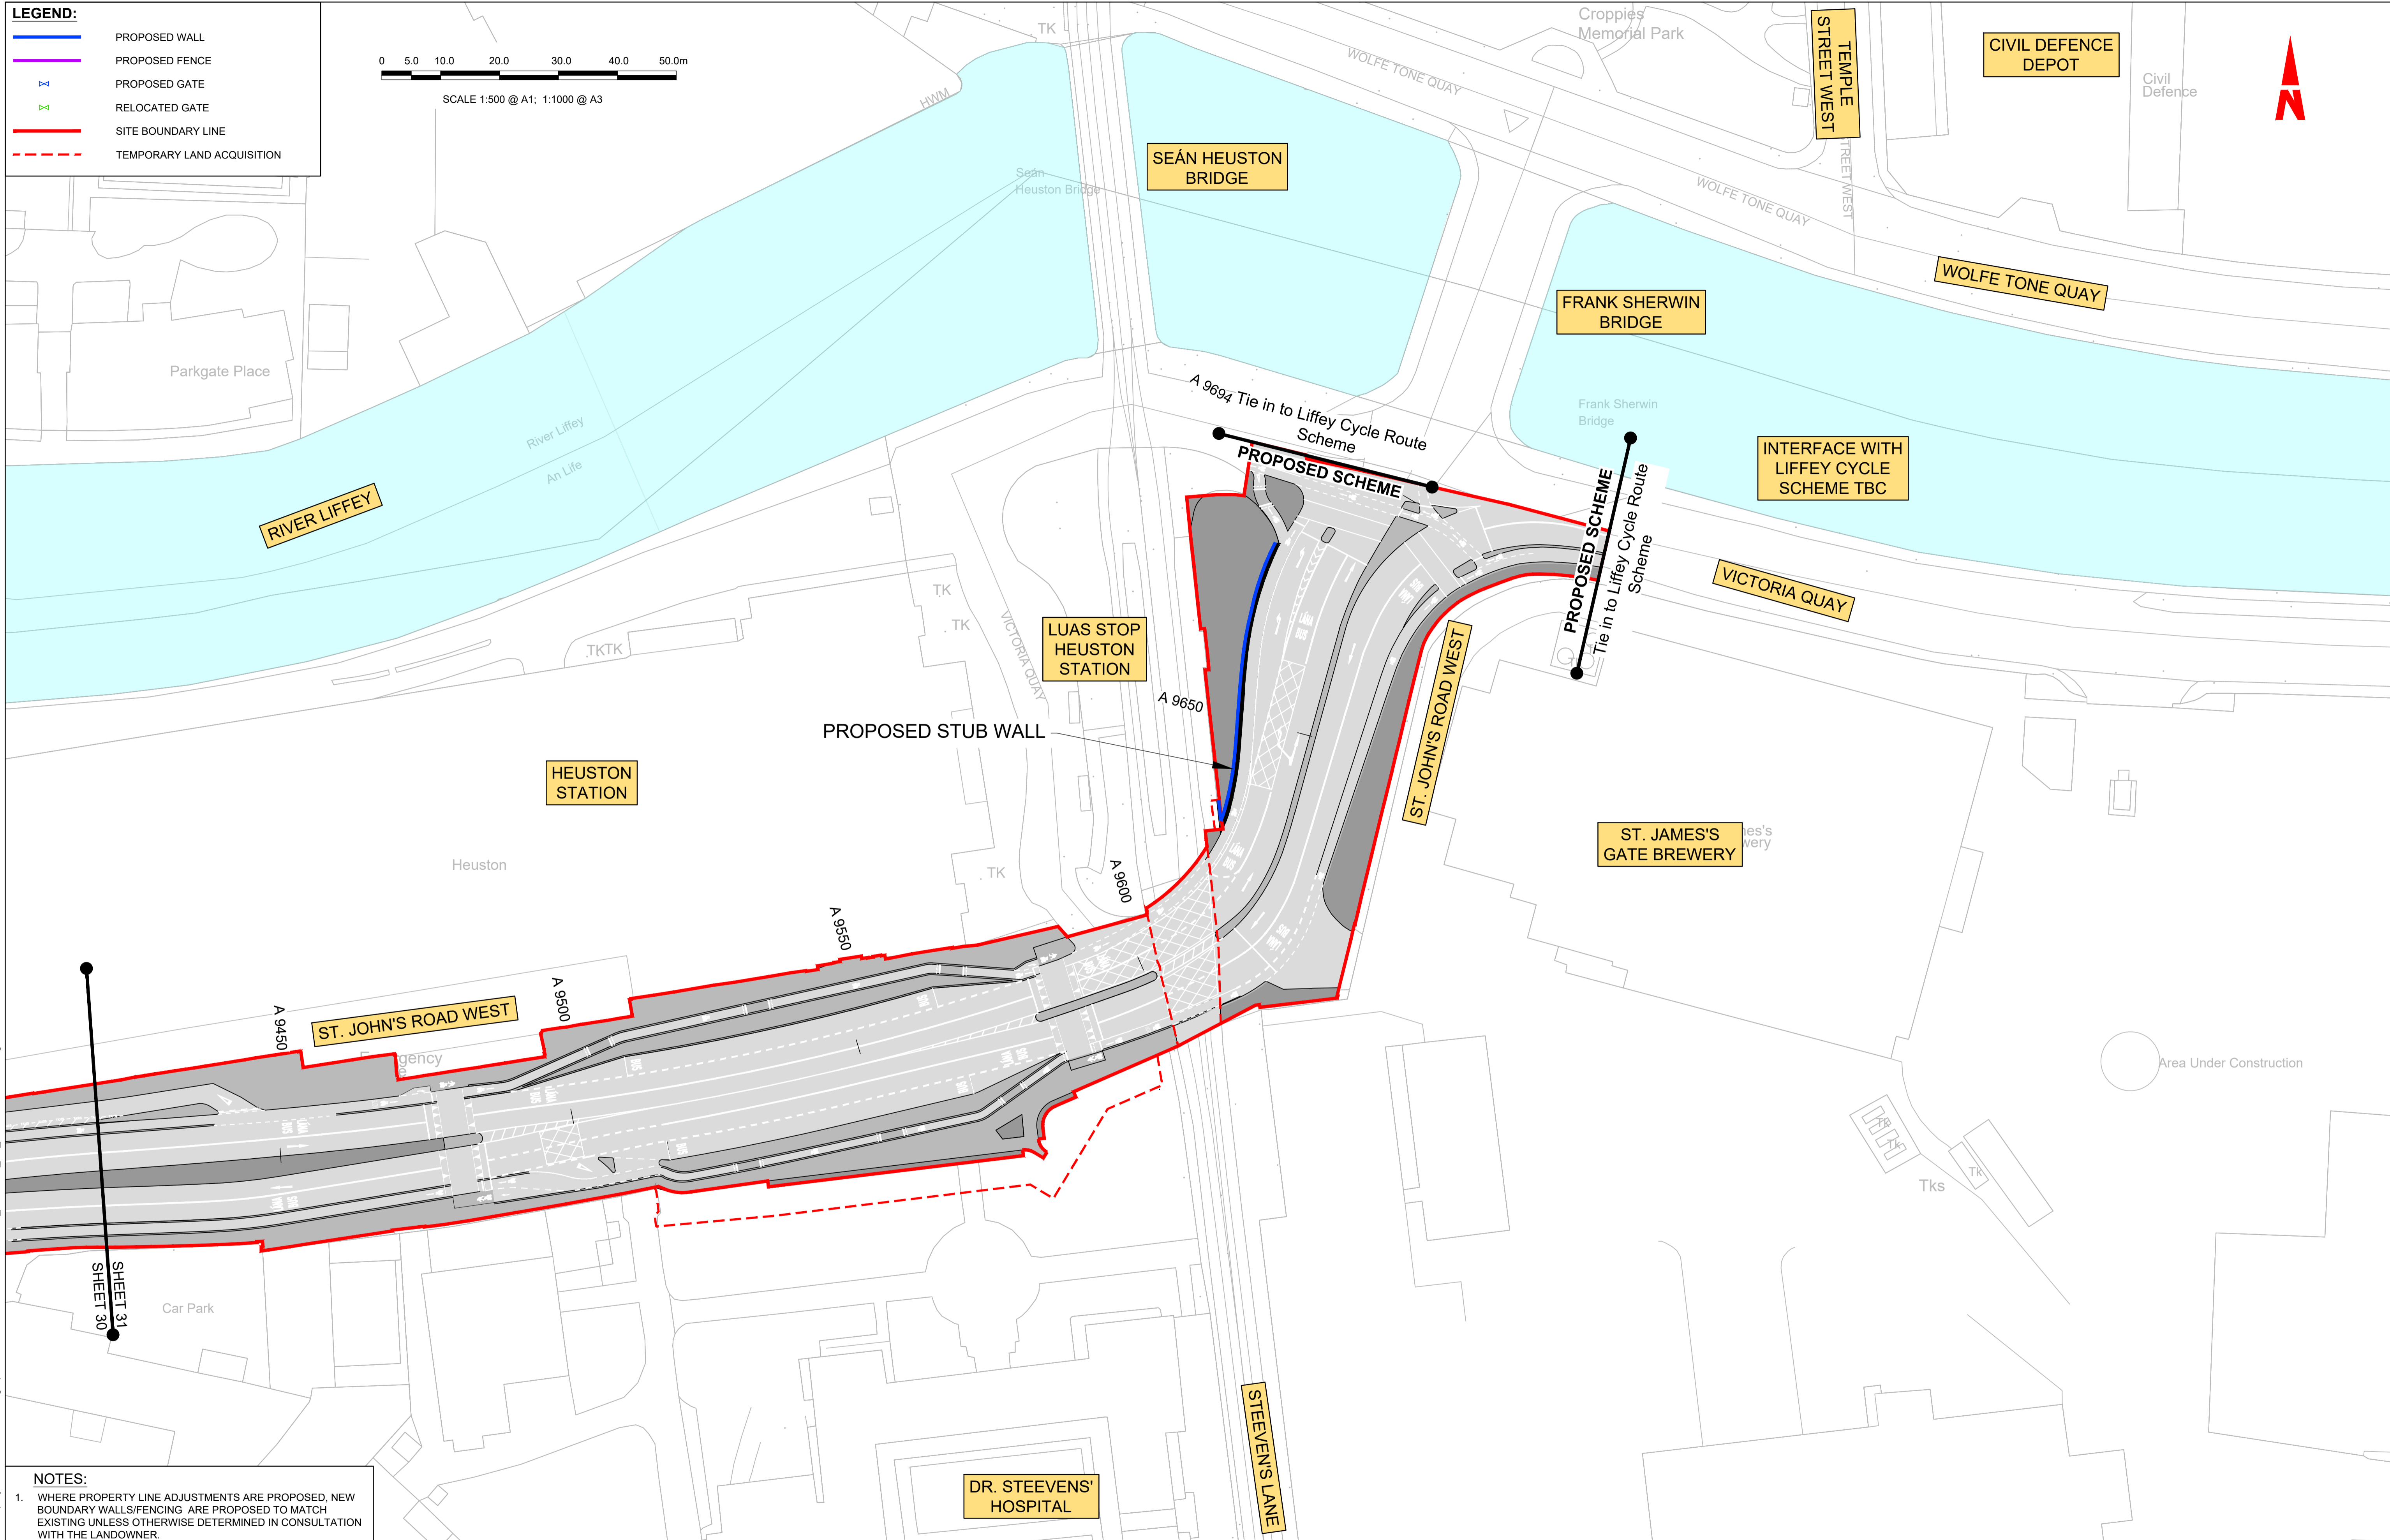 LEGEND:
PROPOSED WALL
PROPOSED FENCE
PROPOSED GATE
RELOCATED GATE
SITE BOUNDARY LINE
TEMPORARY LAND ACQUISITION
0 5.0 10.0 20.0 30.0 40.0 50.0m
SCALE 1:500 @ A1; 1:1000 @ A3
TK
Croppies
Memorial Park
TEMPLE
STREET WEST
CIVIL DEFENCE
DEPOT
Civil
Defence
N
WOLFE TONE QUAY
HWM
SEÁN HEUSTON
BRIDGE
Seán
Heuston Bridge
WOLFE TONE QUAY
WOLFE TONE QUAY
FRANK SHERWIN
BRIDGE
Parkgate Place
A 9694 Tie in to Liffey Cycle Route
Scheme
PROPOSED SCHEME
Frank Sherwin
Bridge
INTERFACE WITH
LIFFEY CYCLE
SCHEME TBC
PROPOSED SCHEME
Tie in to Liffey Cycle Route
Scheme
River Liffey
An Life
RIVER LIFFEY
VICTORIA QUAY
TK
TK
TKTK
VICTORIA QUAY
LUAS STOP
HEUSTON
STATION
A 9650
ST. JOHN'S ROAD WEST
PROPOSED STUB WALL
HEUSTON
STATION
ST. JAMES'S
GATE BREWERY
Heuston
TK
A 9600
A 9550
A 9500
A 9450
ST. JOHN'S ROAD WEST
BUS
LÁNA
BUS
Area Under Construction
TK
Tk
Tk
Tks
SHEET 31
SHEET 30
Car Park
STEEVEN'S LANE
DR. STEEVENS'
HOSPITAL
NOTES:
1. WHERE PROPERTY LINE ADJUSTMENTS ARE PROPOSED, NEW
BOUNDARY WALLS/FENCING ARE PROPOSED TO MATCH
EXISTING UNLESS OTHERWISE DETERMINED IN CONSULTATION
WITH THE LANDOWNER.